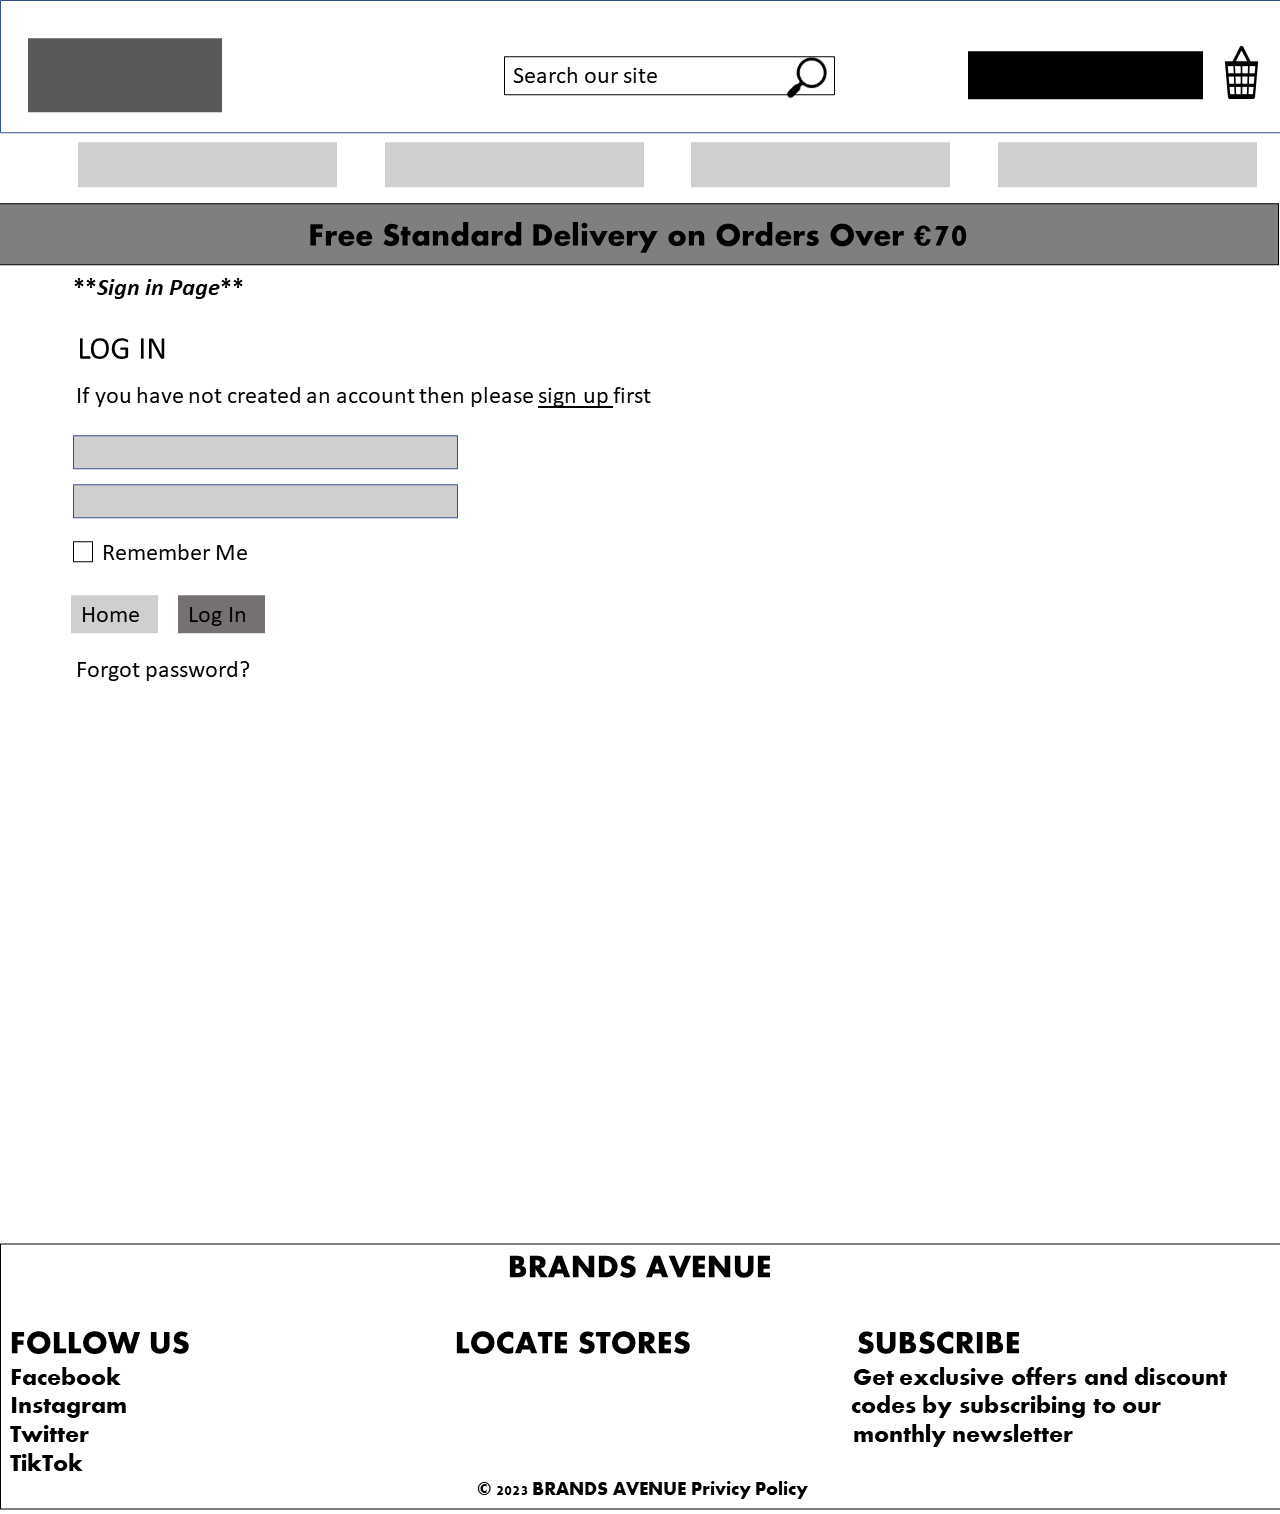 Search our site
Free Standard Delivery on Orders Over €70
**Sign in Page**
LOG IN
If you have not created an account then please sign up first
Remember Me
Home Log In
Forgot password?
BRANDS AVENUE
FOLLOW US LOCATE STORES SUBSCRIBE
Facebook Get exclusive offers and discount
Instagram codes by subscribing to our
Twitter monthly newsletter
TikTok
© 2023 BRANDS AVENUE Privicy Policy